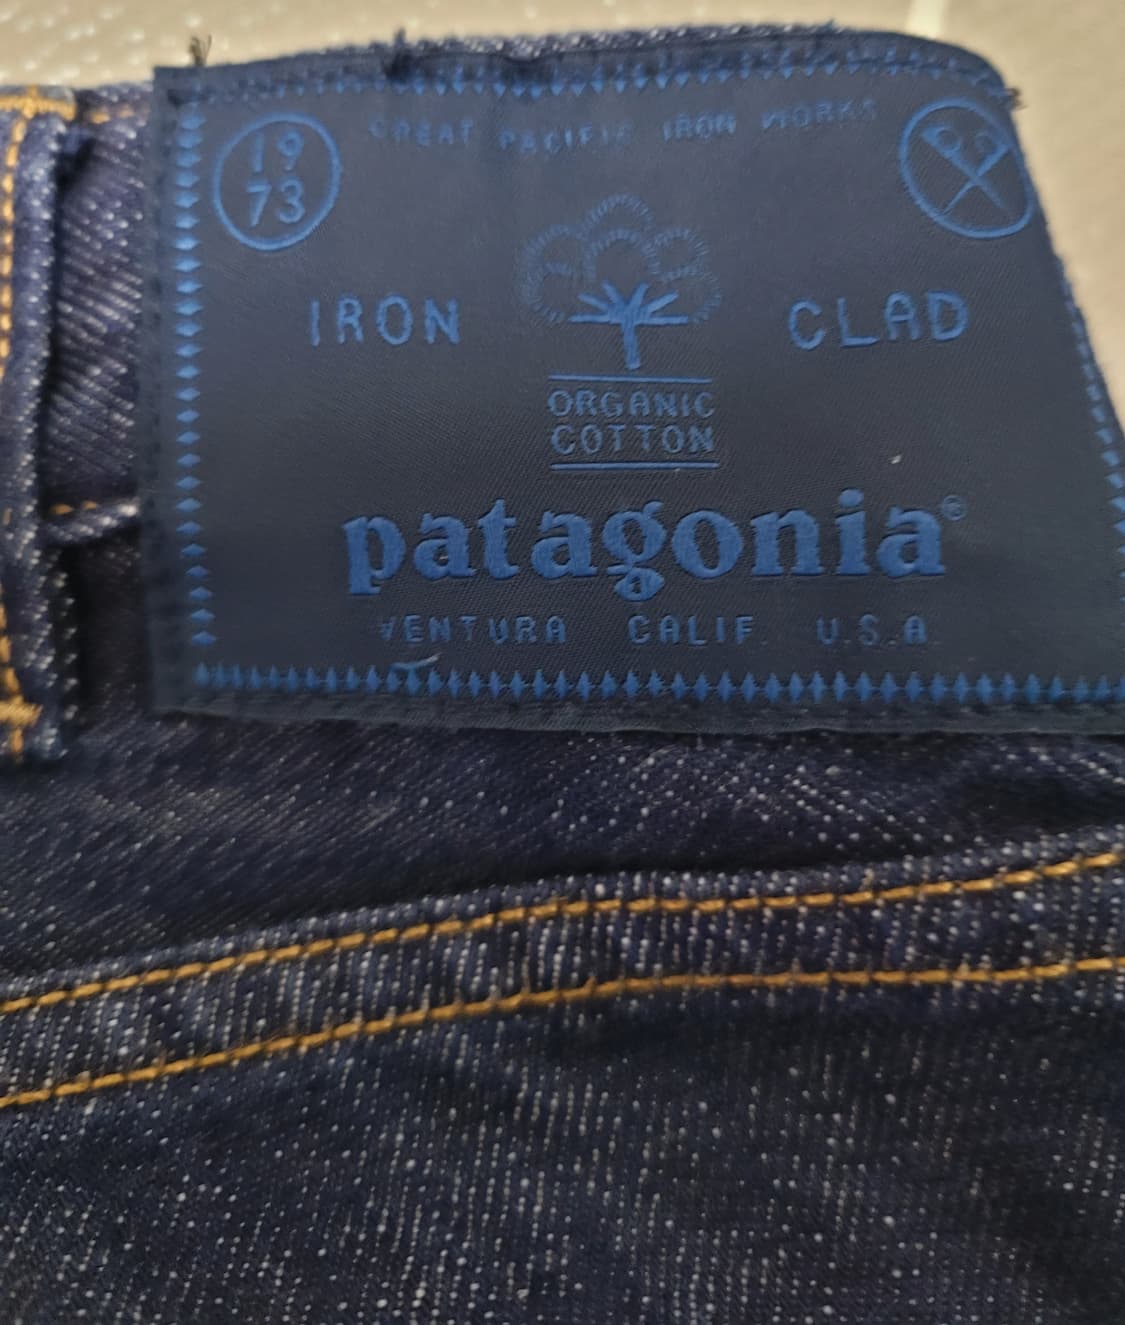 GREAT PACIFIC IRON WORKS
19
73
IRON CLAD
ORGANIC
COTTON
patagonia®
VENTURA CALIF. U.S.A.